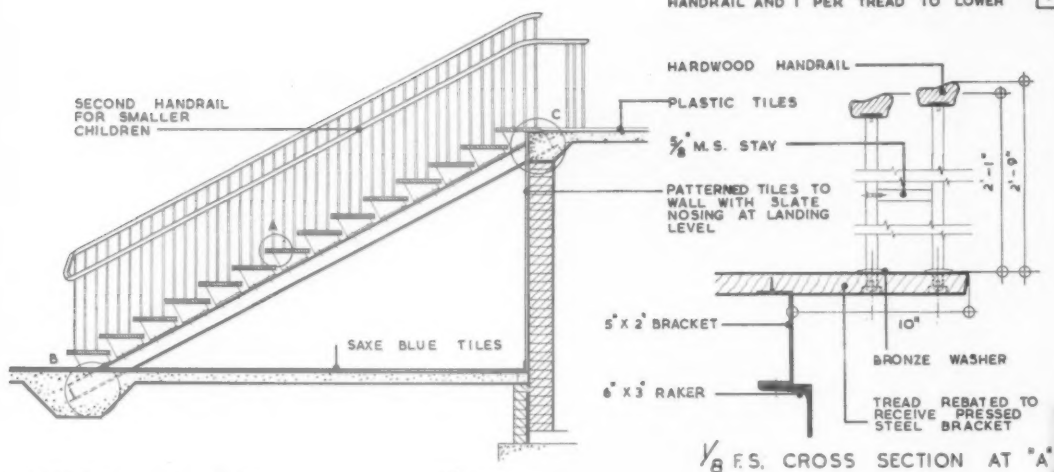 HANDRAIL AND 1 PER TREAD TO LOWER
HARDWOOD HANDRAIL
SECOND HANDRAIL
FOR SMALLER
CHILDREN
C
PLASTIC TILES
5/8" M.S. STAY
2'-1"
2'-9"
PATTERNED TILES TO
WALL WITH SLATE
NOSING AT LANDING
LEVEL
A
10"
5" X 2" BRACKET
B
SAXE BLUE TILES
BRONZE WASHER
6" X 3" RAKER
TREAD REBATED TO
RECEIVE PRESSED
STEEL BRACKET
1/8 F.S. CROSS SECTION AT "A"